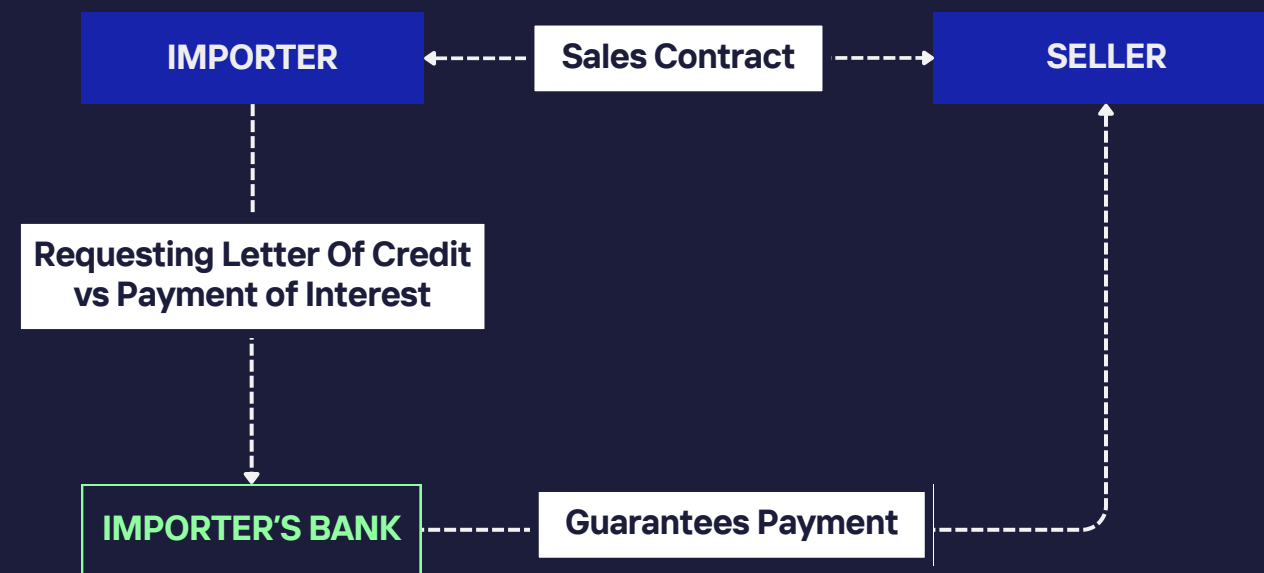 IMPORTER
Sales Contract
SELLER
Requesting Letter Of Credit
vs Payment of Interest
IMPORTER’S BANK
Guarantees Payment